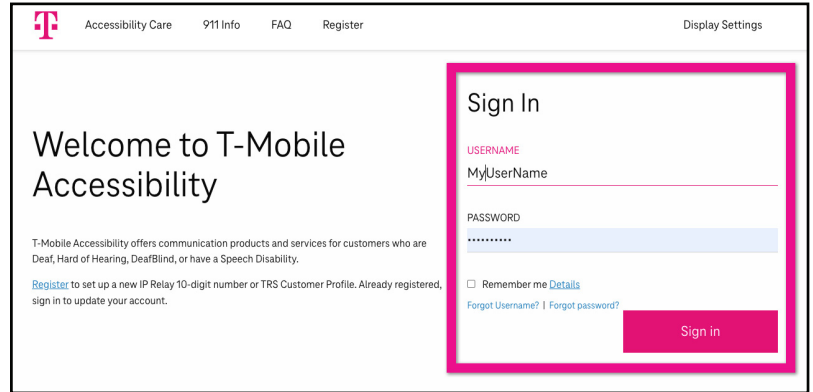 T
Accessibility Care 911 Info FAQ Register Display Settings
Welcome to T-Mobile
Accessibility
T-Mobile Accessibility offers communication products and services for customers who are
Deaf, Hard of Hearing, DeafBlind, or have a Speech Disability.
Register to set up a new IP Relay 10-digit number or TRS Customer Profile. Already registered,
sign in to update your account.
Sign In
USERNAME
MyUserName
PASSWORD
••••••••••
Remember me Details
Forgot Username? | Forgot password?
Sign in